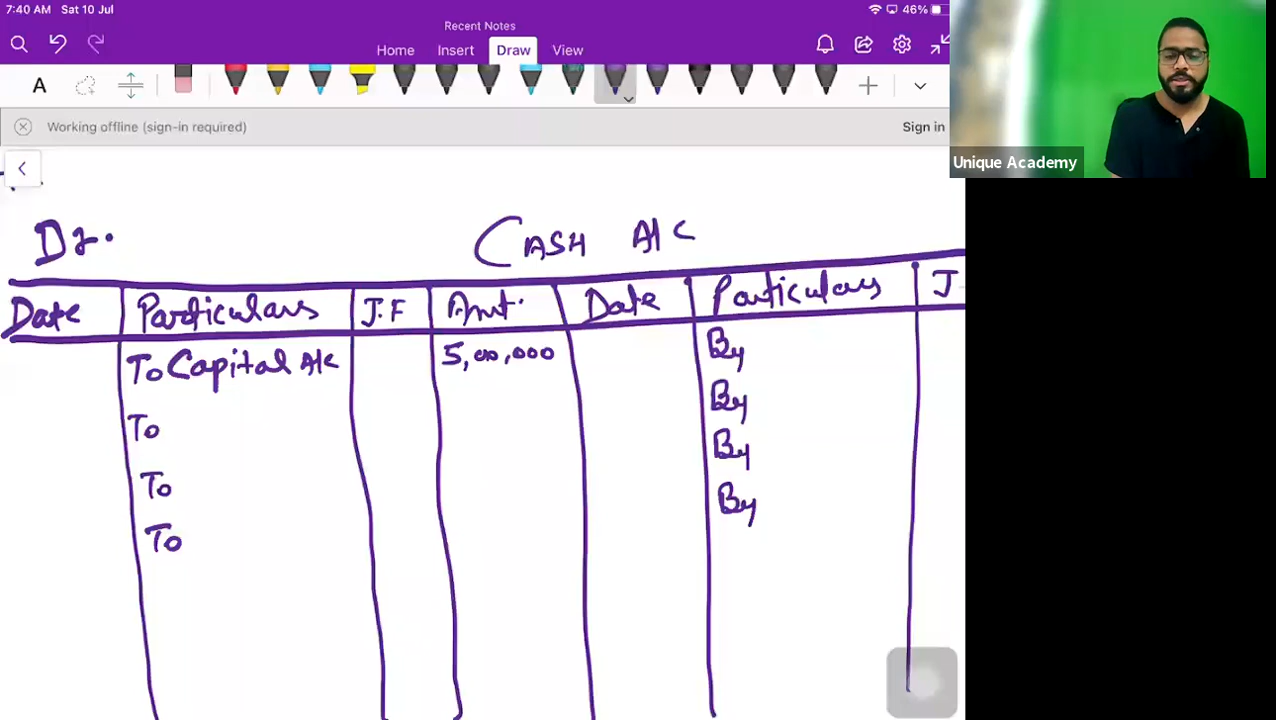 7:40 AM Sat 10 Jul
46%
Recent Notes
Home Insert Draw View
A
Working offline (sign-in required)
Sign in
Unique Academy
Dr.
CASH A/C
Date Particulars J.F Amt. Date Particulars J
To Capital A/C 5,00,000 By
To By
To By
To By